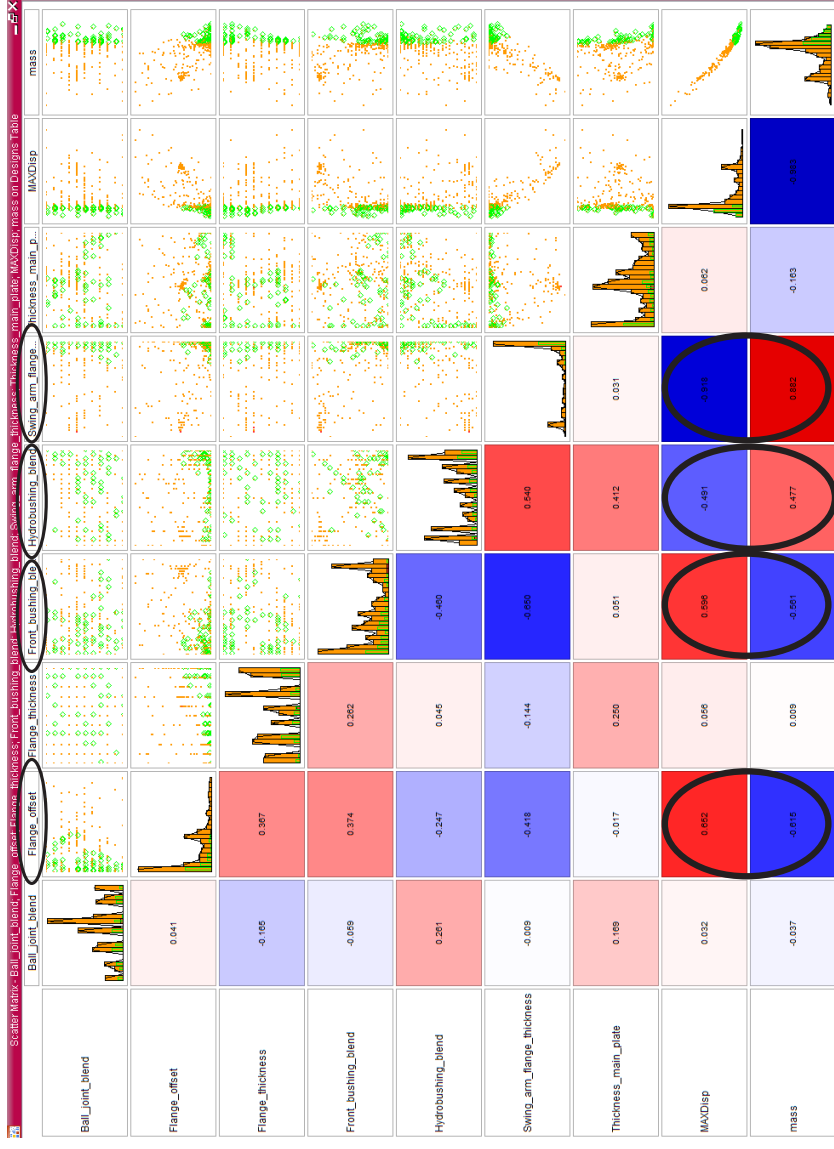 Scatter Matrix - Ball_joint_blend; Flange_offset; Flange_thickness; Front_bushing_blend; Hydrobushing_blend; Swing_arm_flange_thickness; Thickness_main_plate; MAXDisp; mass on Designs Table
Ball_joint_blend Flange_offset Flange_thickness Front_bushing_ble Hydrobushing_blend Swing_arm_flange... hickness_main_p... MAXDisp mass
Ball_joint_blend
Flange_offset 0.041
Flange_thickness -0.165 0.367
Front_bushing_blend -0.059 0.374 0.262
Hydrobushing_blend 0.261 -0.247 0.045 -0.460
Swing_arm_flange_thickness -0.009 -0.418 -0.144 -0.650 0.540
Thickness_main_plate 0.169 -0.017 0.250 0.051 0.412 0.031
MAXDisp 0.032 0.652 0.056 -0.491 0.062
mass -0.037 -0.615 0.009 -0.561 0.477 0.882 -0.163